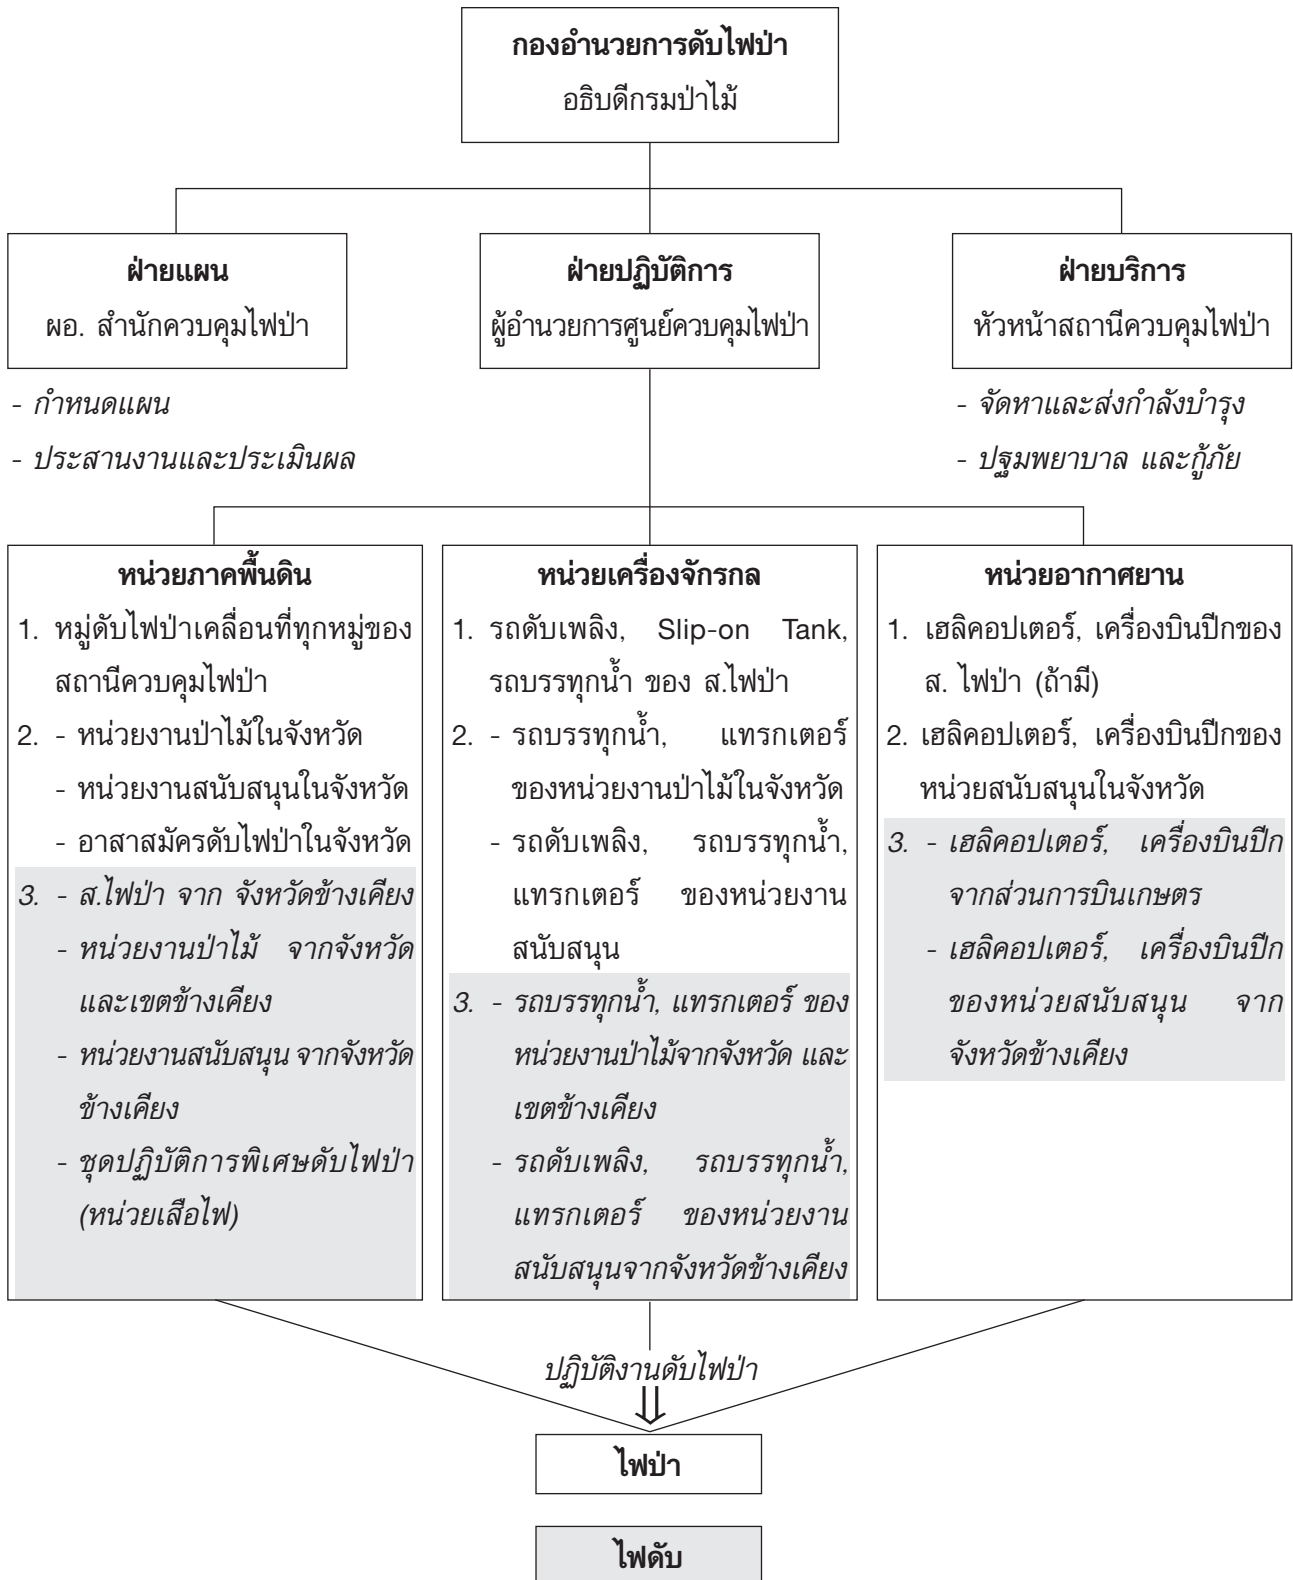 กองอำนวยการดับไฟป่า
อธิบดีกรมป่าไม้
ฝ่ายแผน
ผอ. สำนักควบคุมไฟป่า
- กำหนดแผน
- ประสานงานและประเมินผล
ฝ่ายปฏิบัติการ
ผู้อำนวยการศูนย์ควบคุมไฟป่า
ฝ่ายบริการ
หัวหน้าสถานีควบคุมไฟป่า
- จัดหาและส่งกำลังบำรุง
- ปฐมพยาบาล และกู้ภัย
หน่วยภาคพื้นดิน
1. หมู่ดับไฟป่าเคลื่อนที่ทุกหมู่ของ
สถานีควบคุมไฟป่า
2. - หน่วยงานป่าไม้ในจังหวัด
- หน่วยงานสนับสนุนในจังหวัด
- อาสาสมัครดับไฟป่าในจังหวัด
3. - ส.ไฟป่า จาก จังหวัดข้างเคียง
- หน่วยงานป่าไม้ จากจังหวัด
และเขตข้างเคียง
- หน่วยงานสนับสนุน จากจังหวัด
ข้างเคียง
- ชุดปฏิบัติการพิเศษดับไฟป่า
(หน่วยเสือไฟ)
หน่วยเครื่องจักรกล
1. รถดับเพลิง, Slip-on Tank,
รถบรรทุกน้ำ ของ ส.ไฟป่า
2. - รถบรรทุกน้ำ, แทรกเตอร์
ของหน่วยงานป่าไม้ในจังหวัด
- รถดับเพลิง, รถบรรทุกน้ำ,
แทรกเตอร์ ของหน่วยงาน
สนับสนุน
3. - รถบรรทุกน้ำ, แทรกเตอร์ ของ
หน่วยงานป่าไม้จากจังหวัด และ
เขตข้างเคียง
- รถดับเพลิง, รถบรรทุกน้ำ,
แทรกเตอร์ ของหน่วยงาน
สนับสนุนจากจังหวัดข้างเคียง
หน่วยอากาศยาน
1. เฮลิคอปเตอร์, เครื่องบินปีกของ
ส. ไฟป่า (ถ้ามี)
2. เฮลิคอปเตอร์, เครื่องบินปีกของ
หน่วยสนับสนุนในจังหวัด
3. - เฮลิคอปเตอร์, เครื่องบินปีก
จากส่วนการบินเกษตร
- เฮลิคอปเตอร์, เครื่องบินปีก
ของหน่วยสนับสนุน จาก
จังหวัดข้างเคียง
ปฏิบัติงานดับไฟป่า
ไฟป่า
ไฟดับ